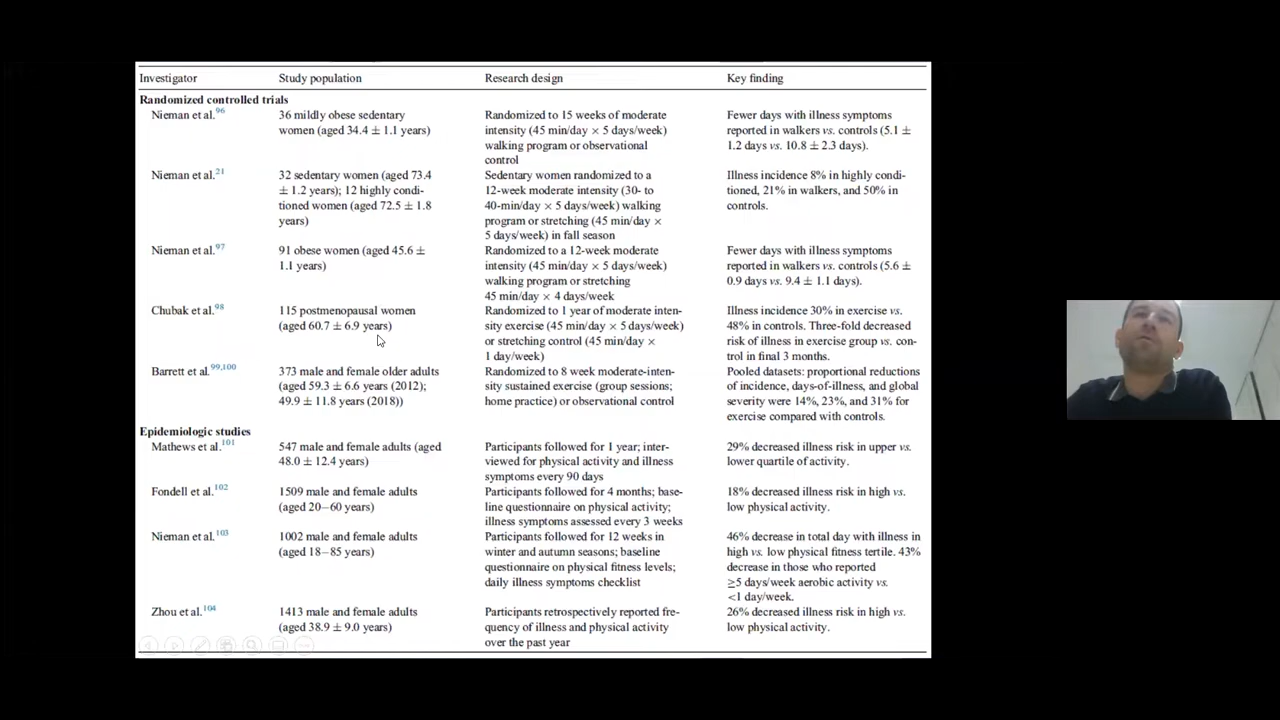 Investigator Study population Research design Key finding
Randomized controlled trials
Nieman et al.96 36 mildly obese sedentary Randomized to 15 weeks of moderate Fewer days with illness symptoms
women (aged 34.4 ± 1.1 years) intensity (45 min/day × 5 days/week) reported in walkers vs. controls (5.1 ±
walking program or observational 1.2 days vs. 10.8 ± 2.3 days).
control
Nieman et al.21 32 sedentary women (aged 73.4 Sedentary women randomized to a Illness incidence 8% in highly condi-
± 1.2 years); 12 highly condi- 12-week moderate intensity (30- to tioned, 21% in walkers, and 50% in
tioned women (aged 72.5 ± 1.8 40-min/day × 5 days/week) walking controls.
years) program or stretching (45 min/day ×
5 days/week) in fall season
Nieman et al.97 91 obese women (aged 45.6 ± Randomized to a 12-week moderate Fewer days with illness symptoms
1.1 years) intensity (45 min/day × 5 days/week) reported in walkers vs. controls (5.6 ±
walking program or stretching 0.9 days vs. 9.4 ± 1.1 days).
45 min/day × 4 days/week
Chubak et al.98 115 postmenopausal women Randomized to 1 year of moderate inten- Illness incidence 30% in exercise vs.
(aged 60.7 ± 6.9 years) sity exercise (45 min/day × 5 days/week) 48% in controls. Three-fold decreased
or stretching control (45 min/day × risk of illness in exercise group vs. con-
1 day/week) trol in final 3 months.
Barrett et al.99,100 373 male and female older adults Randomized to 8 week moderate-inten- Pooled datasets: proportional reductions
(aged 59.3 ± 6.6 years (2012); sity sustained exercise (group sessions; of incidence, days-of-illness, and global
49.9 ± 11.8 years (2018)) home practice) or observational control severity were 14%, 23%, and 31% for
exercise compared with controls.
Epidemiologic studies
Mathews et al.101 547 male and female adults (aged Participants followed for 1 year; inter- 29% decreased illness risk in upper vs.
48.0 ± 12.4 years) viewed for physical activity and illness lower quartile of activity.
symptoms every 90 days
Fondell et al.102 1509 male and female adults Participants followed for 4 months; base- 18% decreased illness risk in high vs.
(aged 20−60 years) line questionnaire on physical activity; low physical activity.
illness symptoms assessed every 3 weeks
Nieman et al.103 1002 male and female adults Participants followed for 12 weeks in 46% decrease in total day with illness in
(aged 18−85 years) winter and autumn seasons; baseline high vs. low physical fitness tertile. 43%
questionnaire on physical fitness levels; decrease in those who reported
daily illness symptoms checklist ≥5 days/week aerobic activity vs.
<1 day/week.
Zhou et al.104 1413 male and female adults Participants retrospectively reported fre- 26% decreased illness risk in high vs.
(aged 38.9 ± 9.0 years) quency of illness and physical activity low physical activity.
over the past year